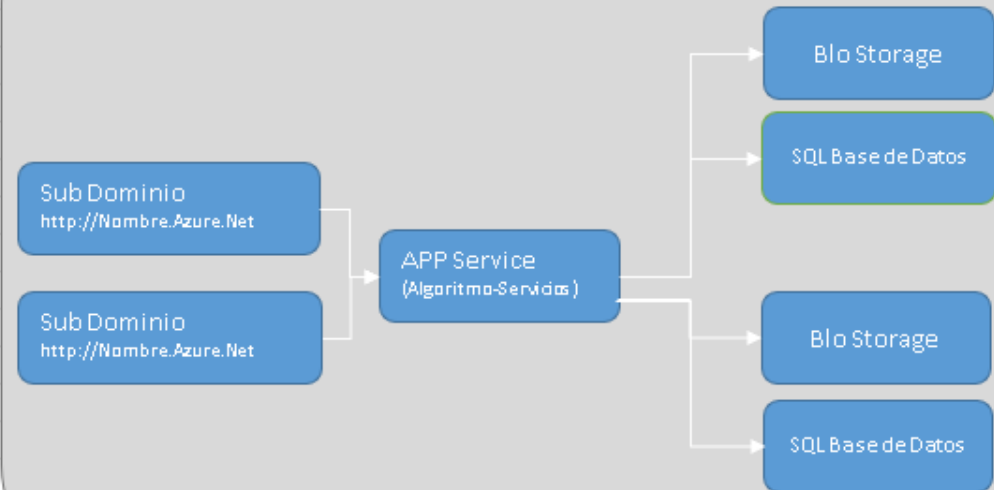 Blo Storage
SQL Base de Datos
Sub Dominio
http://Nombre.Azure.Net
APP Service
(Algoritmo-Servicios)
Sub Dominio
http://Nombre.Azure.Net
Blo Storage
SQL Base de Datos